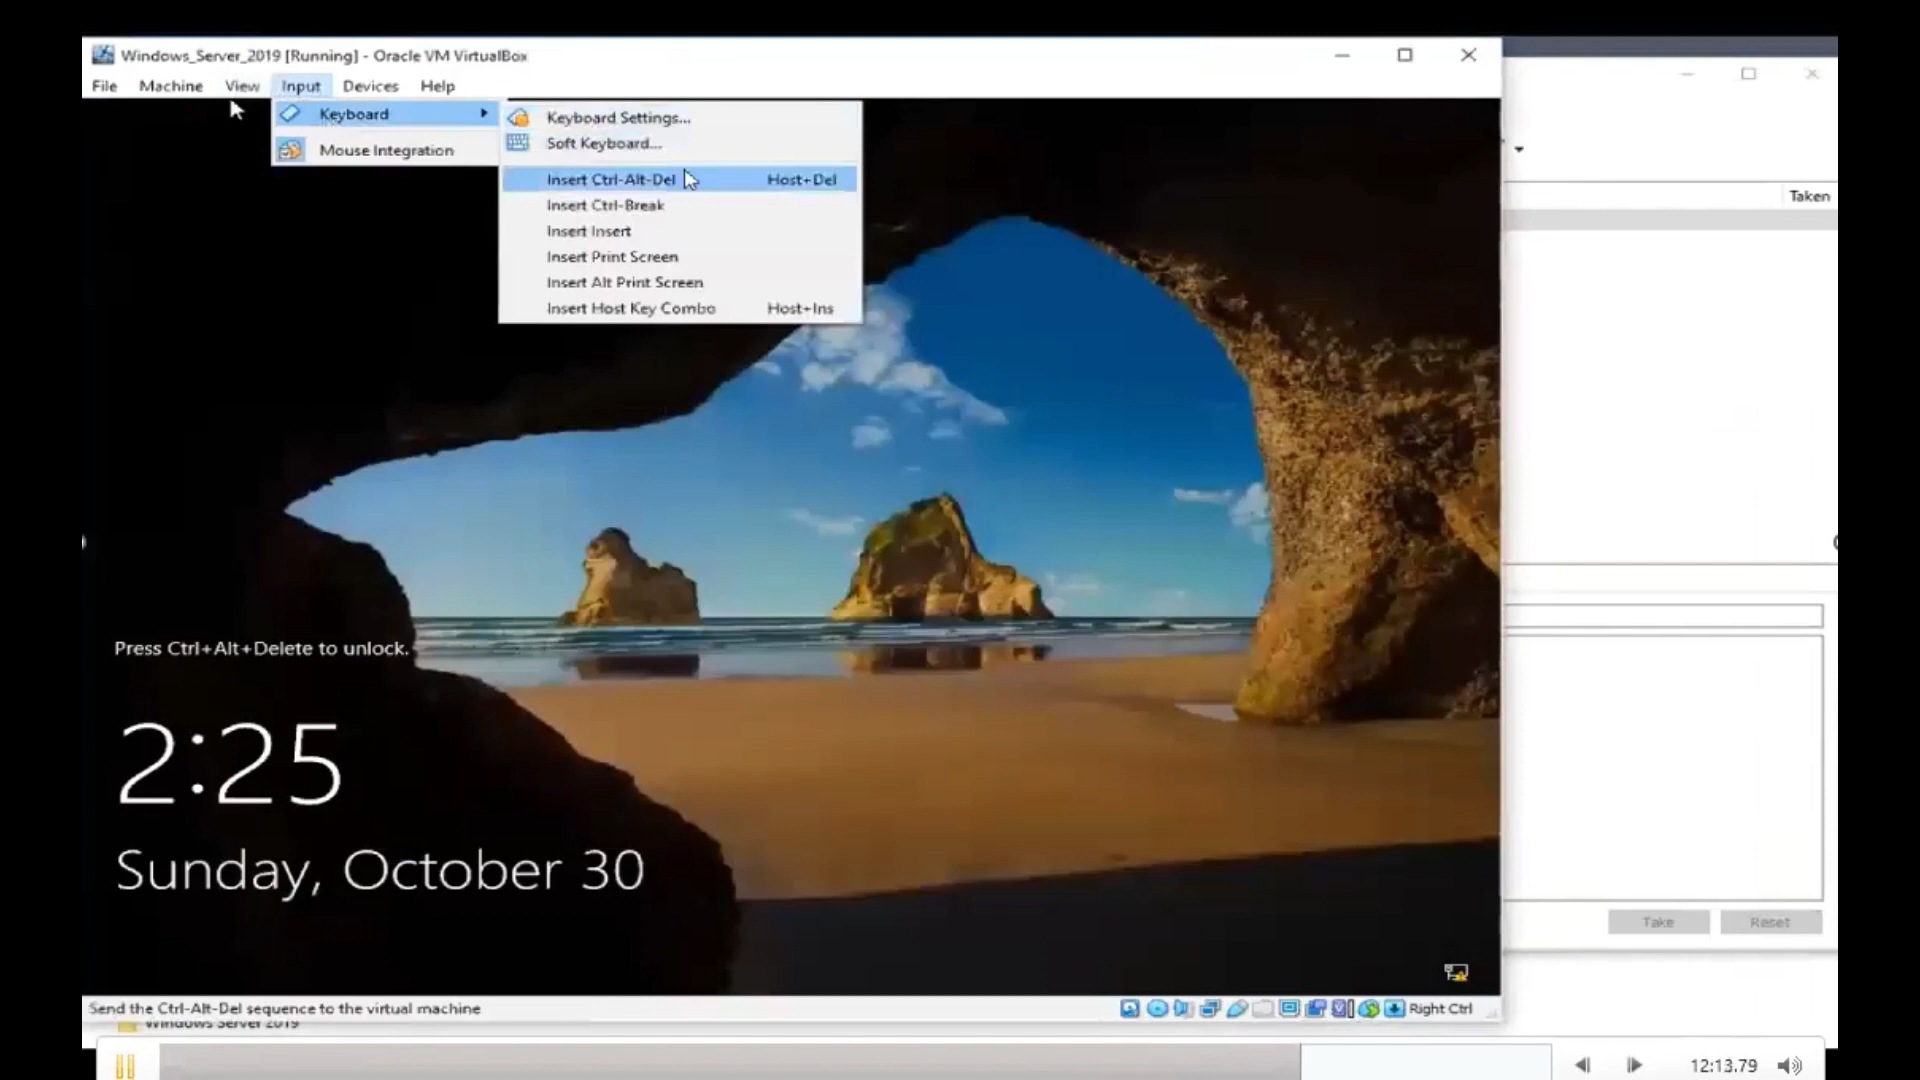 Windows_Server_2019 [Running] - Oracle VM VirtualBox
File Machine View Input Devices Help
Keyboard
Mouse Integration
Keyboard Settings...
Soft Keyboard...
Insert Ctrl-Alt-Del Host+Del
Insert Ctrl-Break
Insert Insert
Insert Print Screen
Insert Alt Print Screen
Insert Host Key Combo Host+Ins
Taken
Press Ctrl+Alt+Delete to unlock.
2:25
Sunday, October 30
Take Reset
Send the Ctrl-Alt-Del sequence to the virtual machine
Right Ctrl
Windows Server 2019
12:13.79